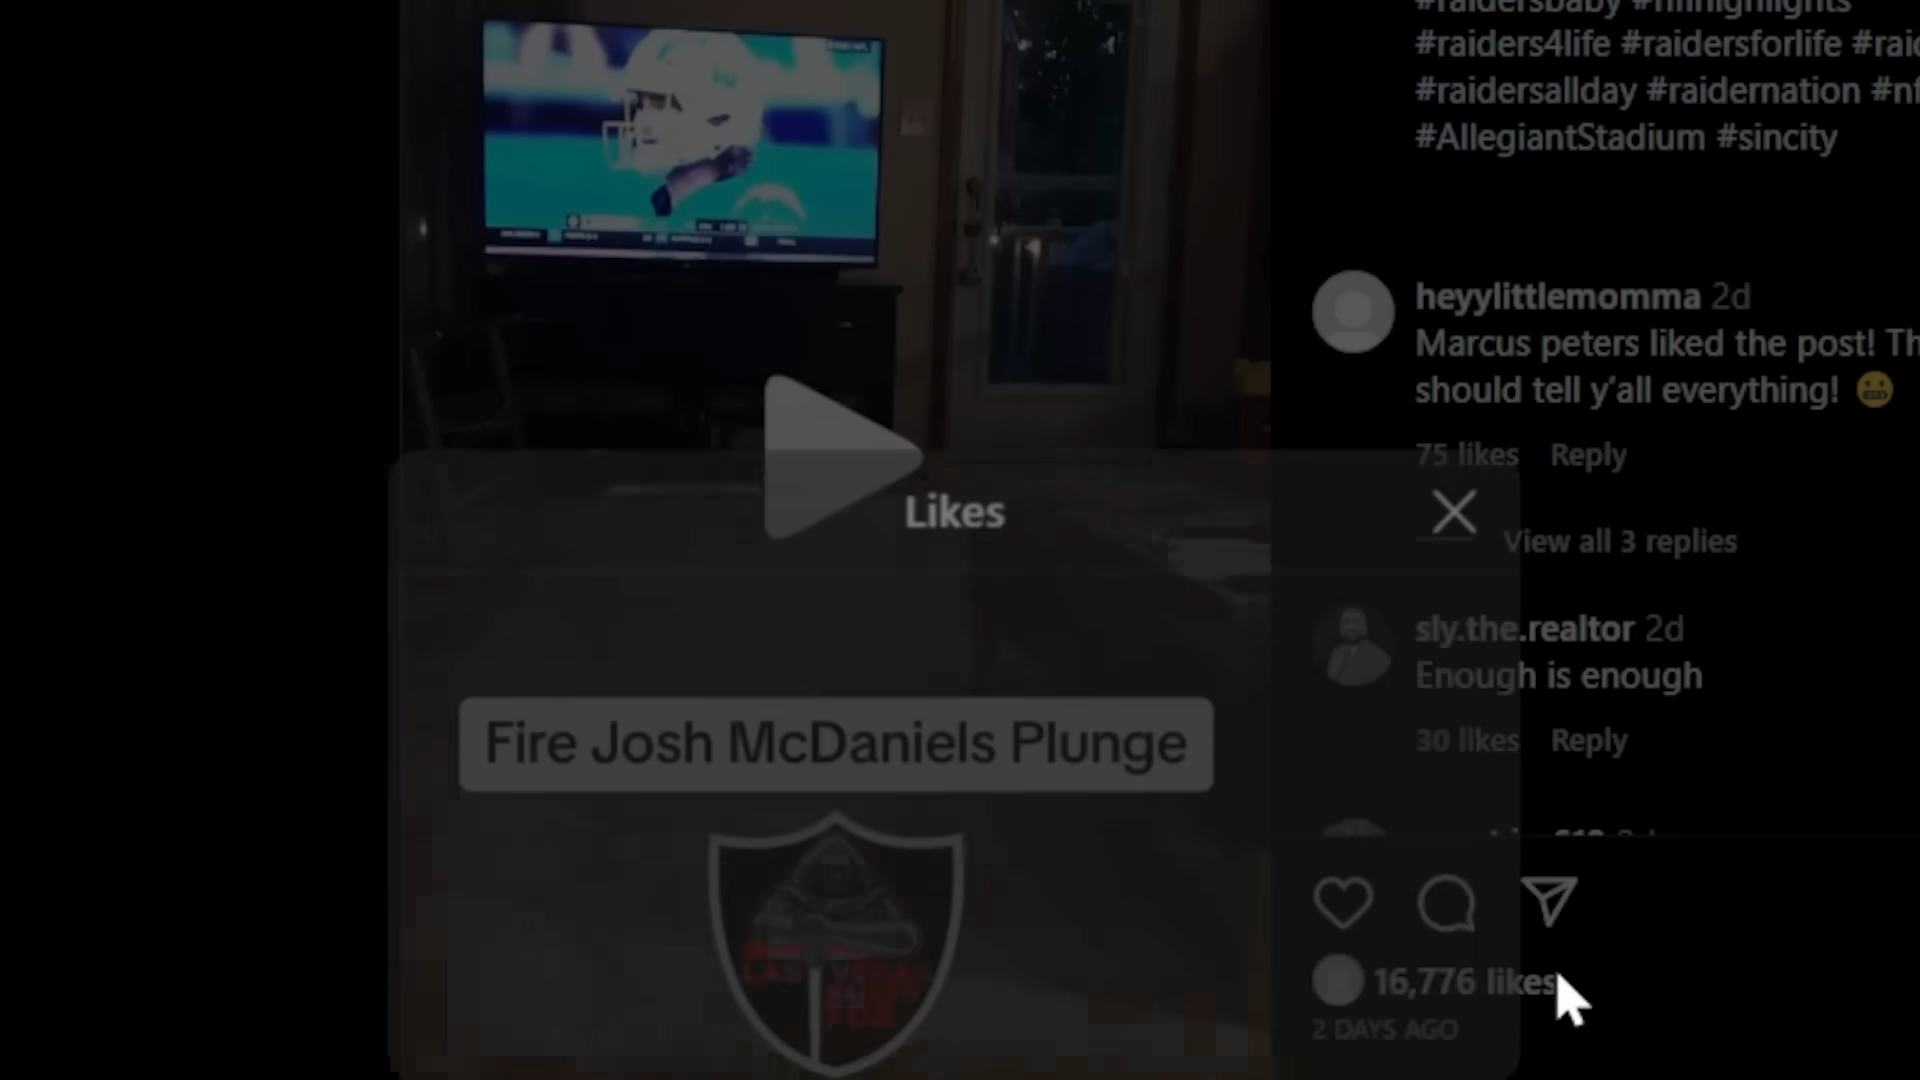 #raidersbaby #nflhighlights
#raiders4life #raidersforlife
#raidersallday #raidernation
#AllegiantStadium #sincity
heyylittlemomma 2d
Marcus peters liked the post!
should tell y'all everything!
75 likes Reply
Likes
View all 3 replies
sly.the.realtor 2d
Enough is enough
30 likes Reply
Fire Josh McDaniels Plunge
16,776 likes
2 DAYS AGO